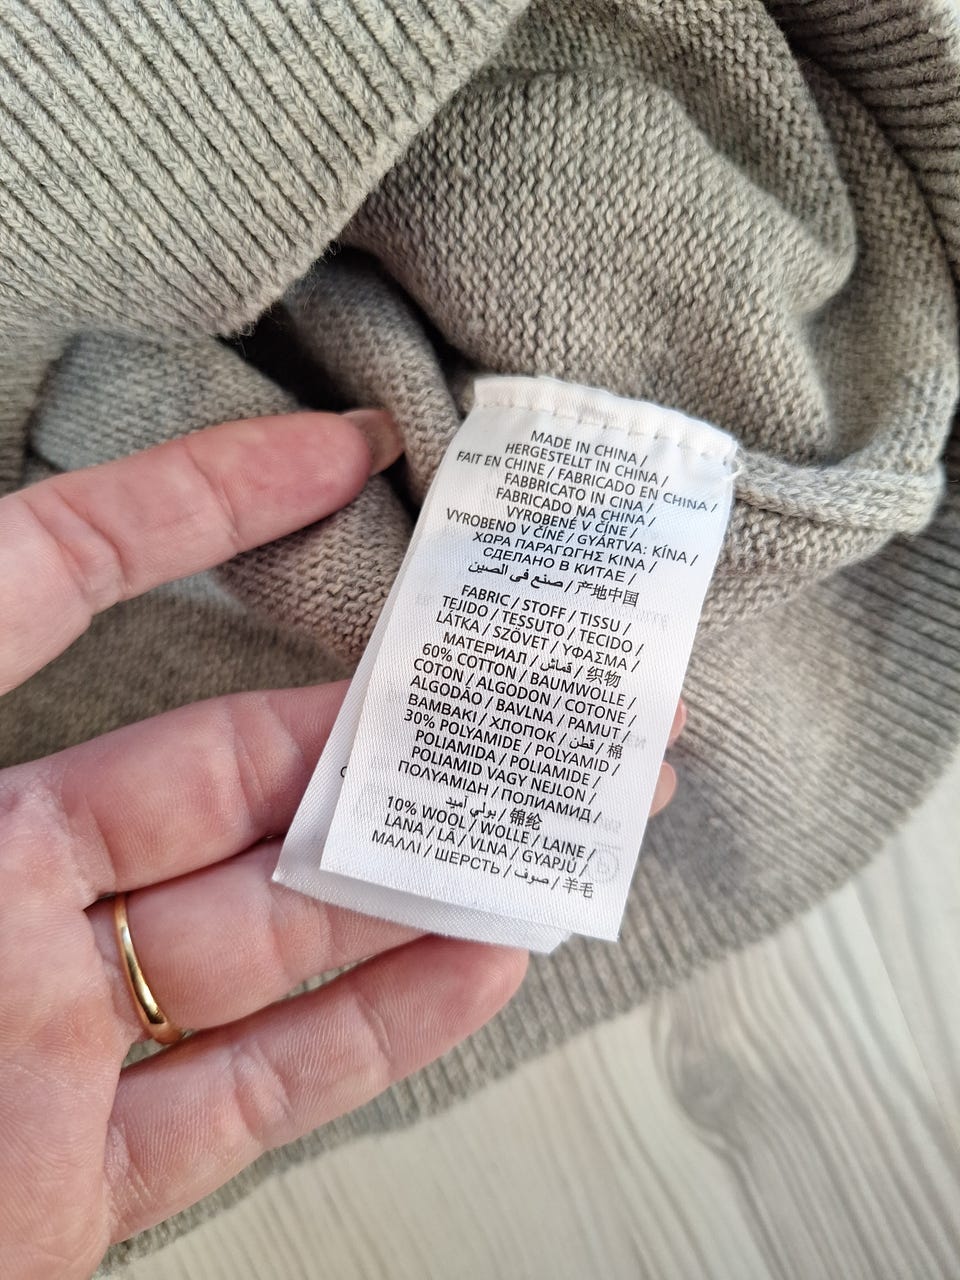 MADE IN CHINA /
HERGESTELLT IN CHINA /
FAIT EN CHINE / FABRICADO EN CHINA /
FABBRICATO IN CINA /
FABRICADO NA CHINA /
VYROBENÉ V ČÍNE /
VYROBENO V ČÍNĚ / GYÁRTVA: KÍNA /
ΧΩΡΑ ΠΑΡΑΓΩΓΗΣ ΚΙΝΑ /
СДЕЛАНО В КИТАЕ /
صنع في الصين / 产地中国
FABRIC / STOFF / TISSU /
TEJIDO / TESSUTO / TECIDO /
LÁTKA / SZÖVET / ΥΦΑΣΜΑ /
МАТЕРИАЛ / قماش / 织物
60% COTTON / BAUMWOLLE /
COTON / ALGODON / COTONE /
ALGODÃO / BAVLNA / PAMUT /
ΒΑΜΒΑΚΙ / ХЛОПОК / قطن / 棉
30% POLYAMIDE / POLYAMID /
POLIAMIDA / POLIAMIDE /
POLIAMID VAGY NEJLON /
ΠΟΛΥΑΜΙΔΗ / ПОЛИАМИД /
بولي أميد / 锦纶
10% WOOL / WOLLE / LAINE /
LANA / LÃ / VLNA / GYAPJÚ /
ΜΑΛΛΙ / ШЕРСТЬ / صوف / 羊毛